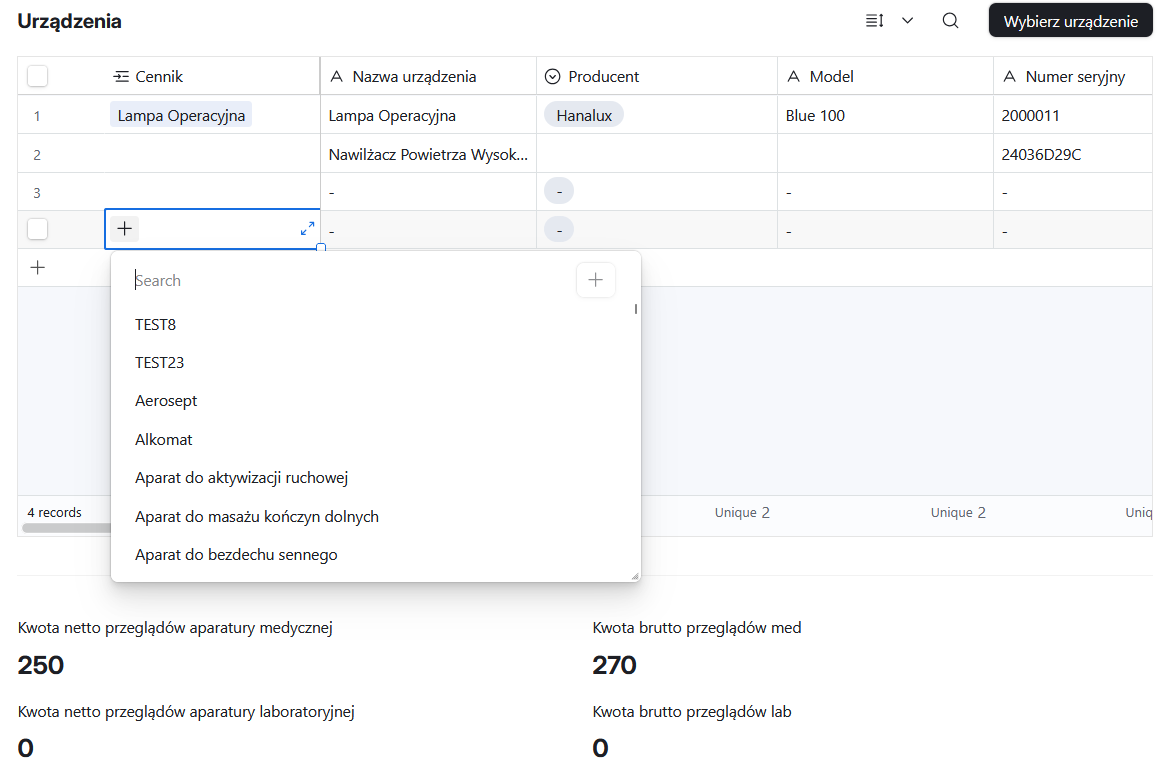 Urządzenia
Wybierz urządzenie
Cennik Nazwa urządzenia Producent Model Numer seryjny
1 Lampa Operacyjna Lampa Operacyjna Hanalux Blue 100 2000011
2 Nawilżacz Powietrza Wysok... 24036D29C
3 - - - -
- - - -
Search
TEST8
TEST23
Aerosept
Alkomat
Aparat do aktywizacji ruchowej
Aparat do masażu kończyn dolnych
Aparat do bezdechu sennego
4 records Unique 2 Unique 2 Uniq
Kwota netto przeglądów aparatury medycznej Kwota brutto przeglądów med
250 270
Kwota netto przeglądów aparatury laboratoryjnej Kwota brutto przeglądów lab
0 0